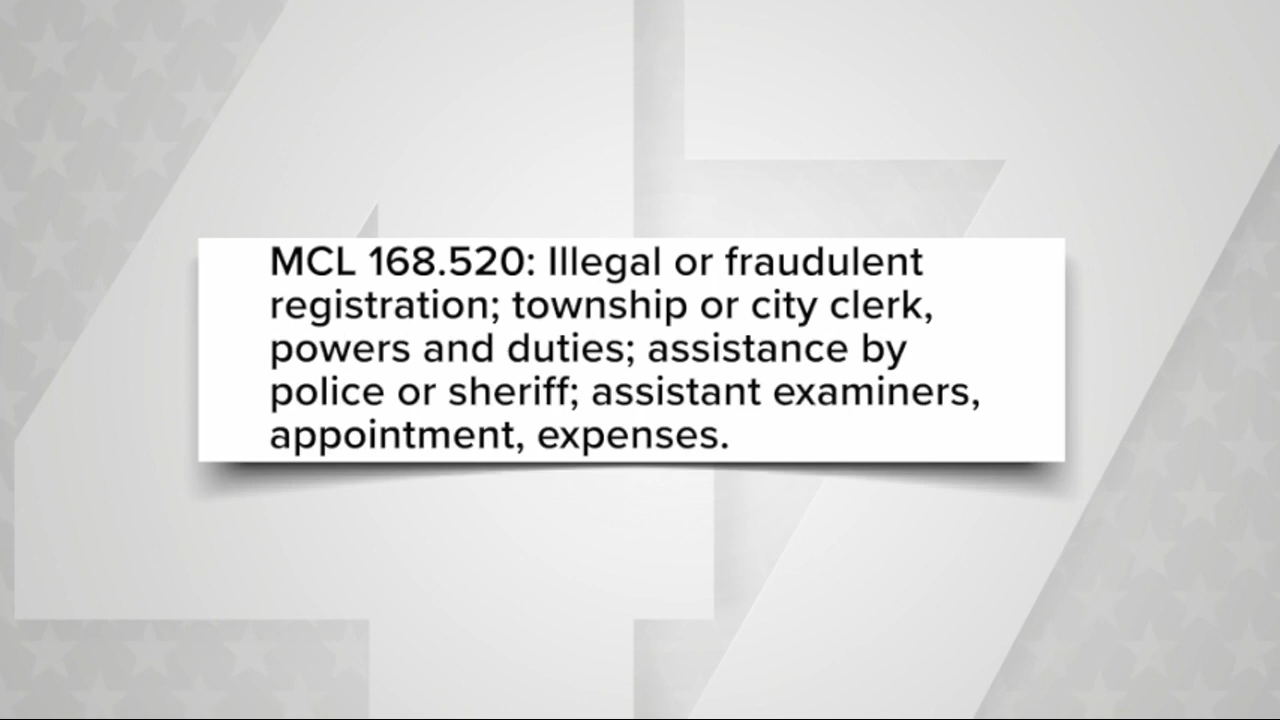 MCL 168.520: Illegal or fraudulent
registration; township or city clerk,
powers and duties; assistance by
police or sheriff; assistant examiners,
appointment, expenses.